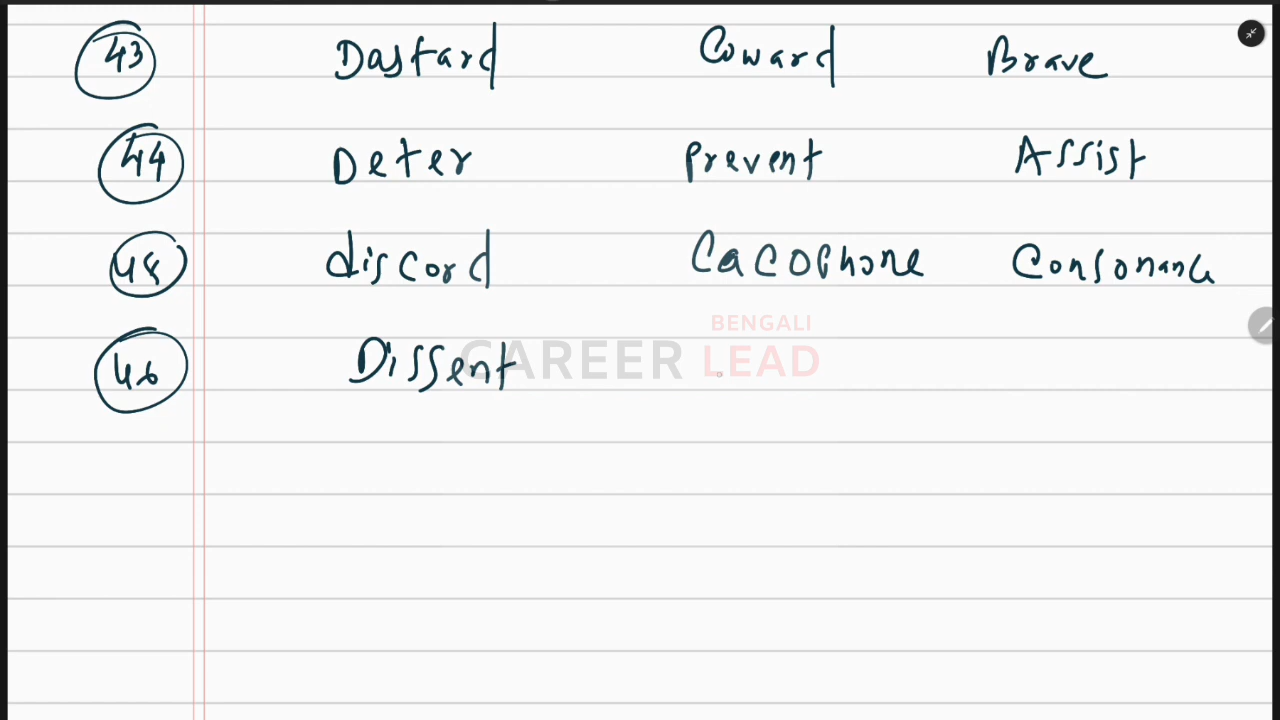 43 Dastard Coward Brave
44 Deter Prevent Assist
45 discord Cacophone Consonance
46 Dissent
BENGALI
CAREER LEAD